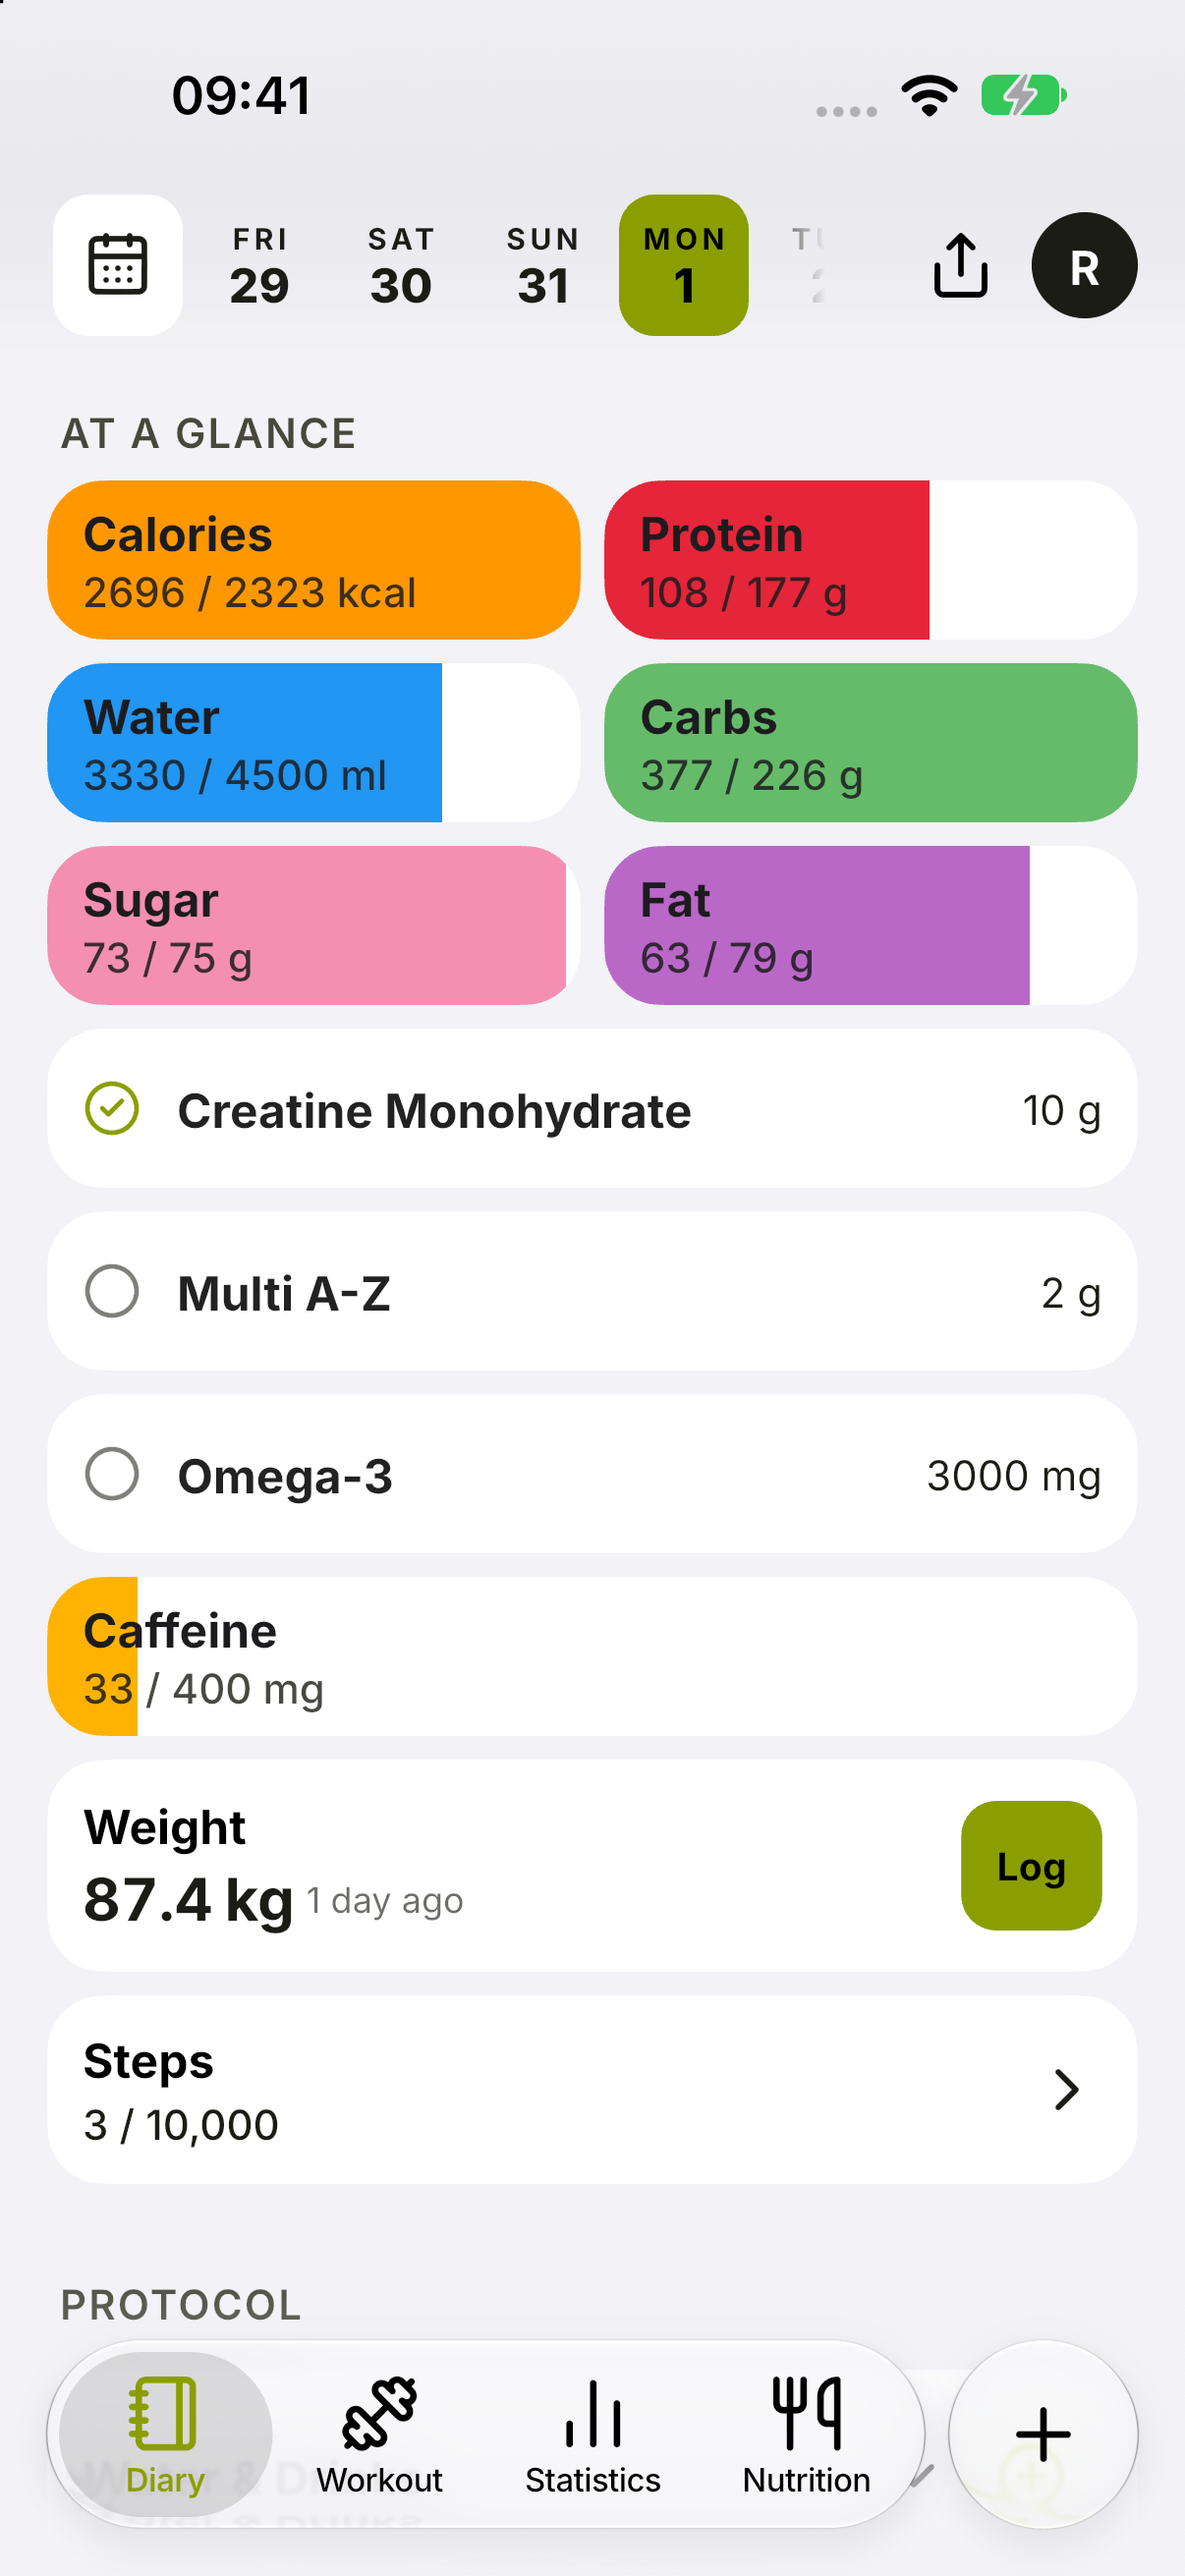 09:41
FRI SAT SUN MON
29 30 31 1
R
AT A GLANCE
Calories
2696 / 2323 kcal
Protein
108 / 177 g
Water
3330 / 4500 ml
Carbs
377 / 226 g
Sugar
73 / 75 g
Fat
63 / 79 g
Creatine Monohydrate 10 g
Multi A-Z 2 g
Omega-3 3000 mg
Caffeine
33 / 400 mg
Weight
87.4 kg 1 day ago
Log
Steps
3 / 10,000
PROTOCOL
Diary Workout Statistics Nutrition